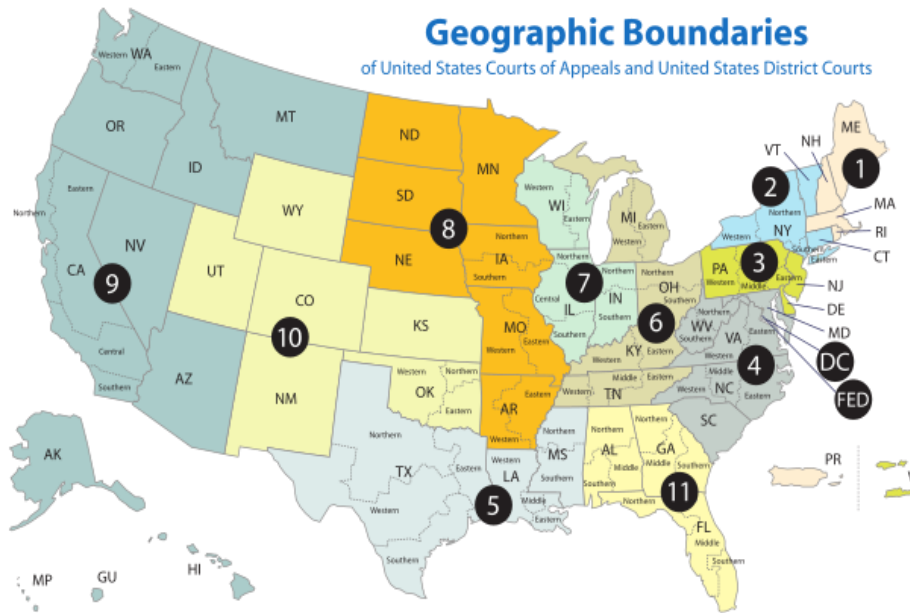 Geographic Boundaries
of United States Courts of Appeals and United States District Courts
Western WA Eastern
MT
ND
MN
ME
NH
VT
1
OR
ID
SD
Western
WI
Eastern
MI
Eastern
Western
2
Northern
NY
Western
Southern
Eastern
MA
RI
CT
Eastern
Northern
WY
8
NE
Northern
IA
Southern
3
PA
Western
Middle
Eastern
NJ
DE
MD
DC
FED
NV
CA
9
UT
CO
10
KS
7
Northern
Central
IL
Southern
Northern
IN
Southern
Northern
OH
Southern
6
KY
Western
Eastern
Northern
WV
Southern
VA
Eastern
Western
4
MO
Western
Eastern
Central
Southern
AZ
NM
Western
Northern
OK
Eastern
AR
Eastern
Western
Western
Middle
Eastern
TN
Western
Middle
NC
Eastern
SC
AK
Northern
TX
Eastern
Western
Southern
Western
LA
Middle
Eastern
5
Northern
MS
Southern
Northern
AL
Middle
Southern
Northern
GA
Middle
Southern
11
Northern
FL
Middle
Southern
PR
MP
GU
HI